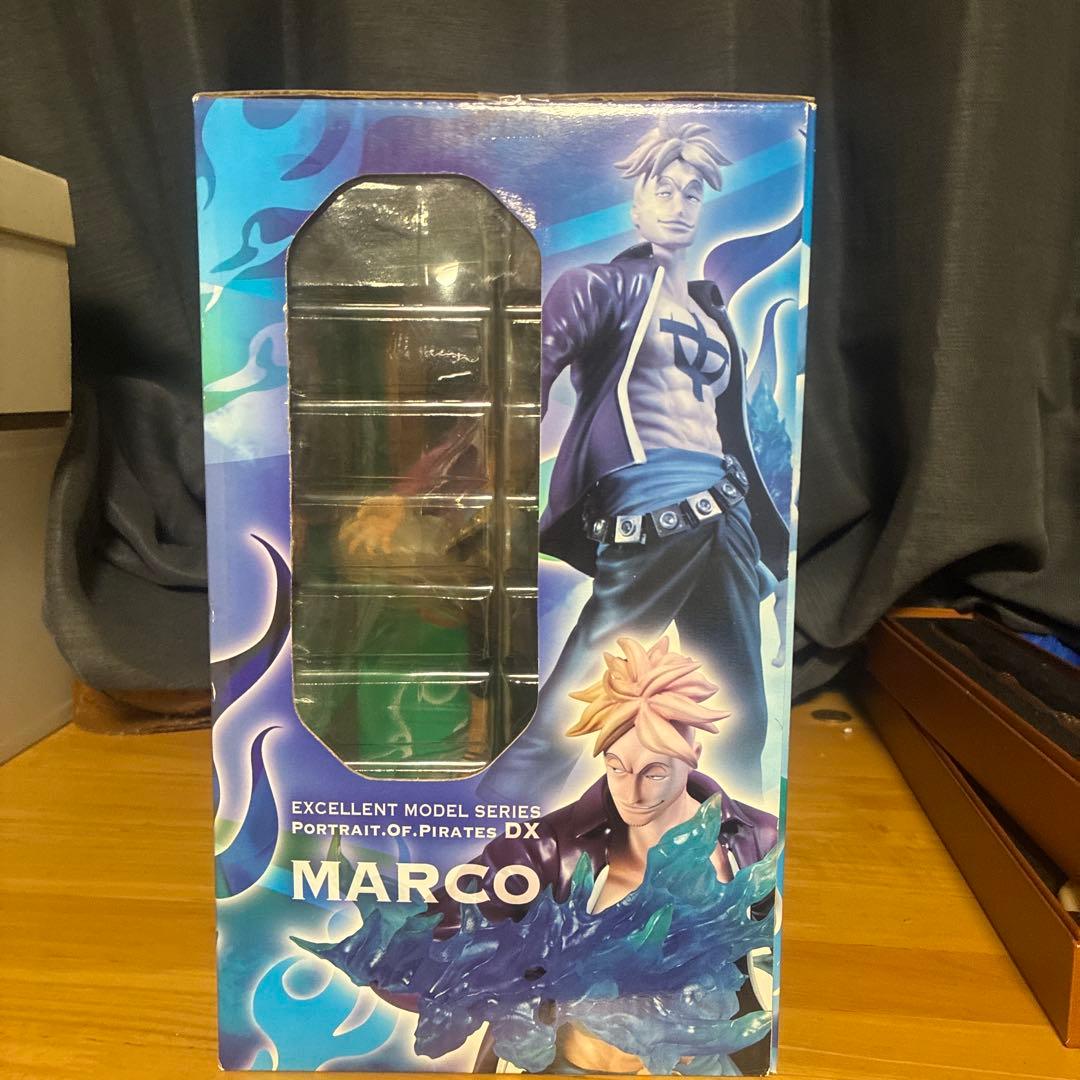 EXCELLENT MODEL SERIES
PORTRAIT.OF.PIRATES DX
MARCO